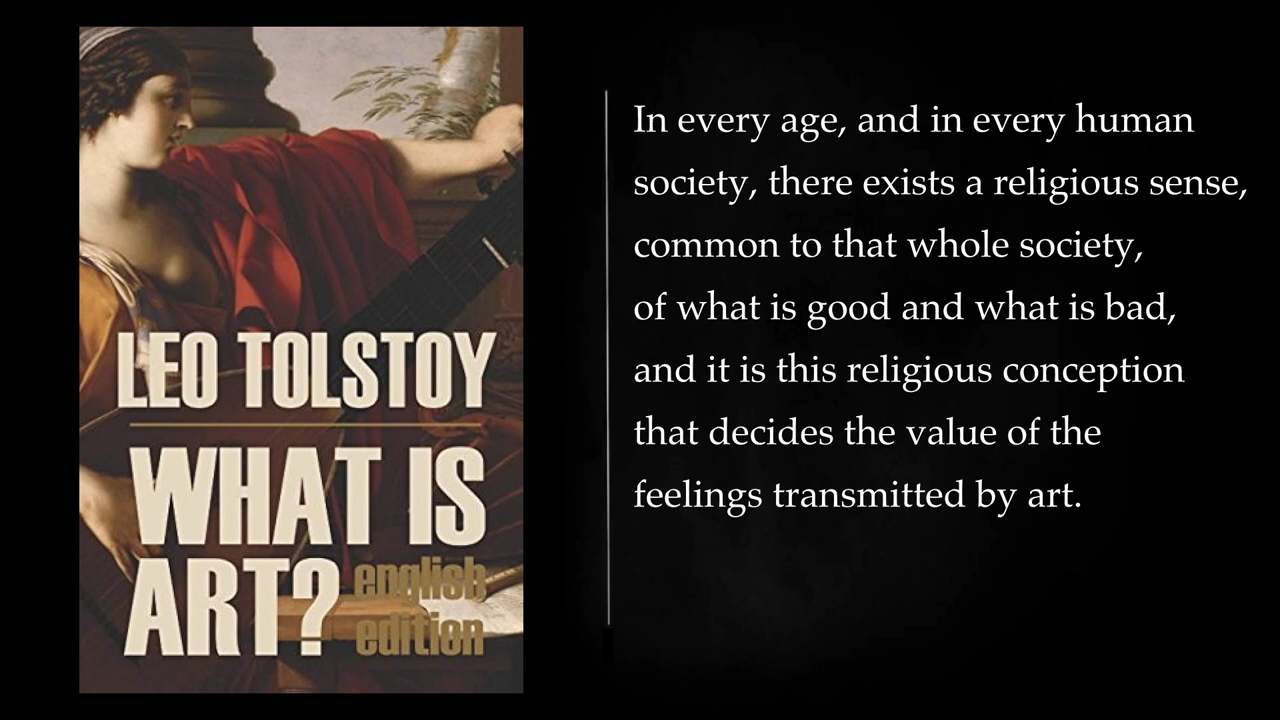 LEO TOLSTOY
WHAT IS
ART?
english
edition
In every age, and in every human
society, there exists a religious sense,
common to that whole society,
of what is good and what is bad,
and it is this religious conception
that decides the value of the
feelings transmitted by art.